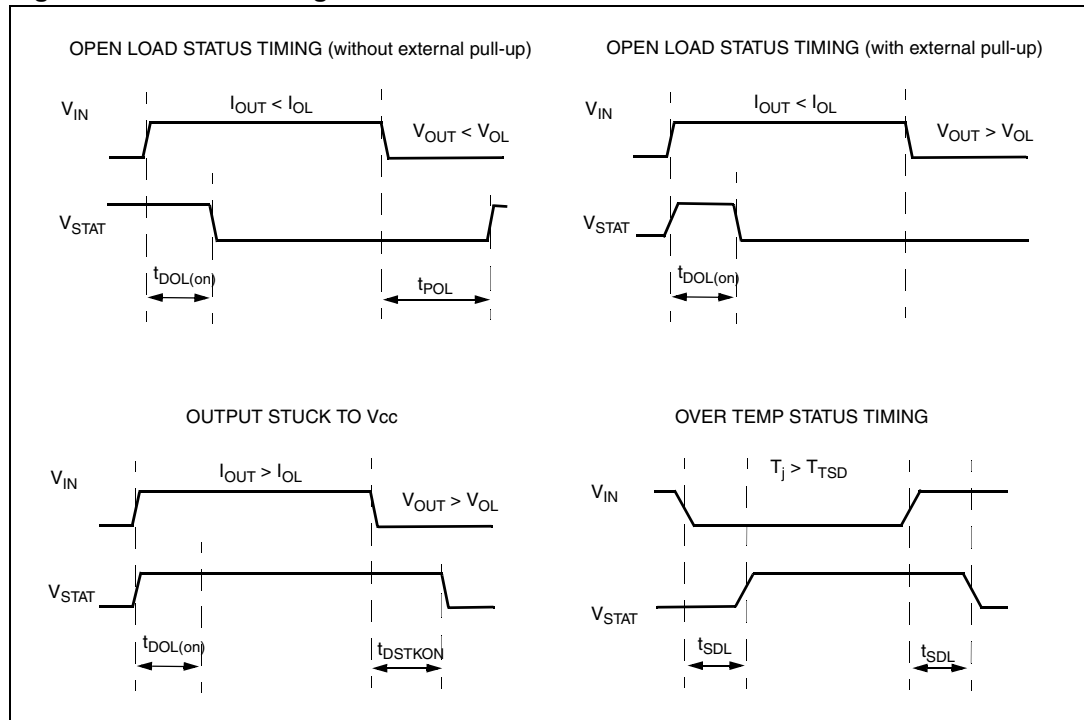 OPEN LOAD STATUS TIMING (without external pull-up)
VIN
IOUT < IOL
VOUT < VOL
VSTAT
tDOL(on)
tPOL
OPEN LOAD STATUS TIMING (with external pull-up)
VIN
IOUT < IOL
VOUT > VOL
VSTAT
tDOL(on)
OUTPUT STUCK TO Vcc
VIN
IOUT > IOL
VOUT > VOL
VSTAT
tDOL(on)
tDSTKON
OVER TEMP STATUS TIMING
VIN
Tj > TTSD
VSTAT
tSDL
tSDL